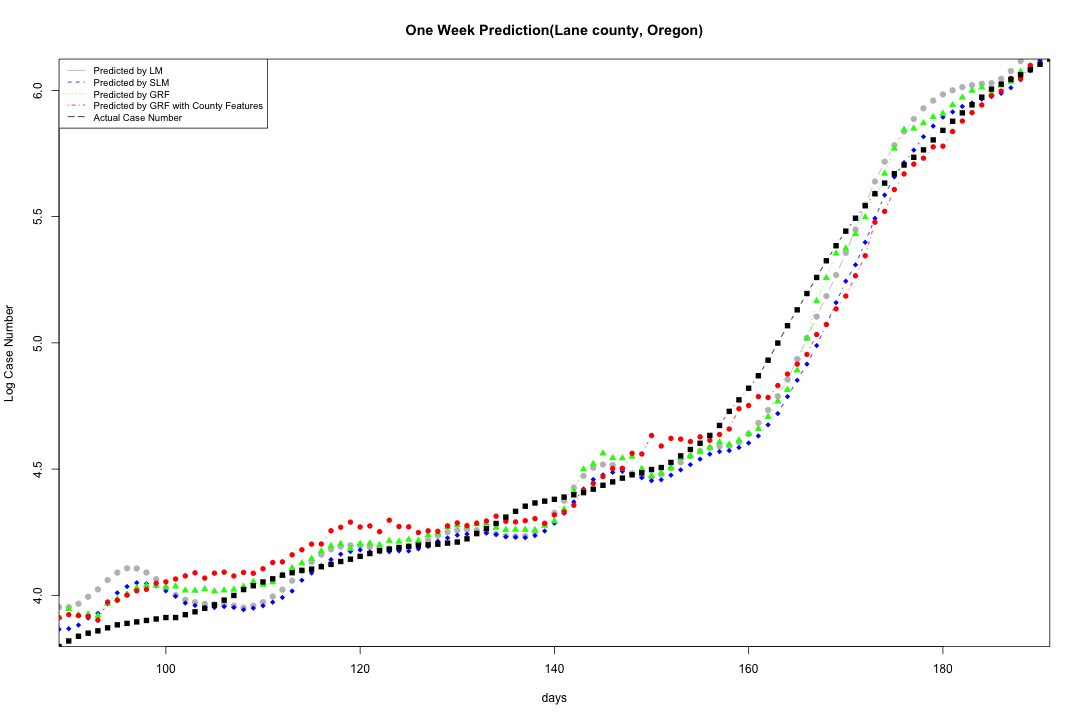 One Week Prediction(Lane county, Oregon)
Predicted by LM
Predicted by SLM
Predicted by GRF
Predicted by GRF with County Features
Actual Case Number
6.0
5.5
5.0
4.5
4.0
Log Case Number
100 120 140 160 180
days